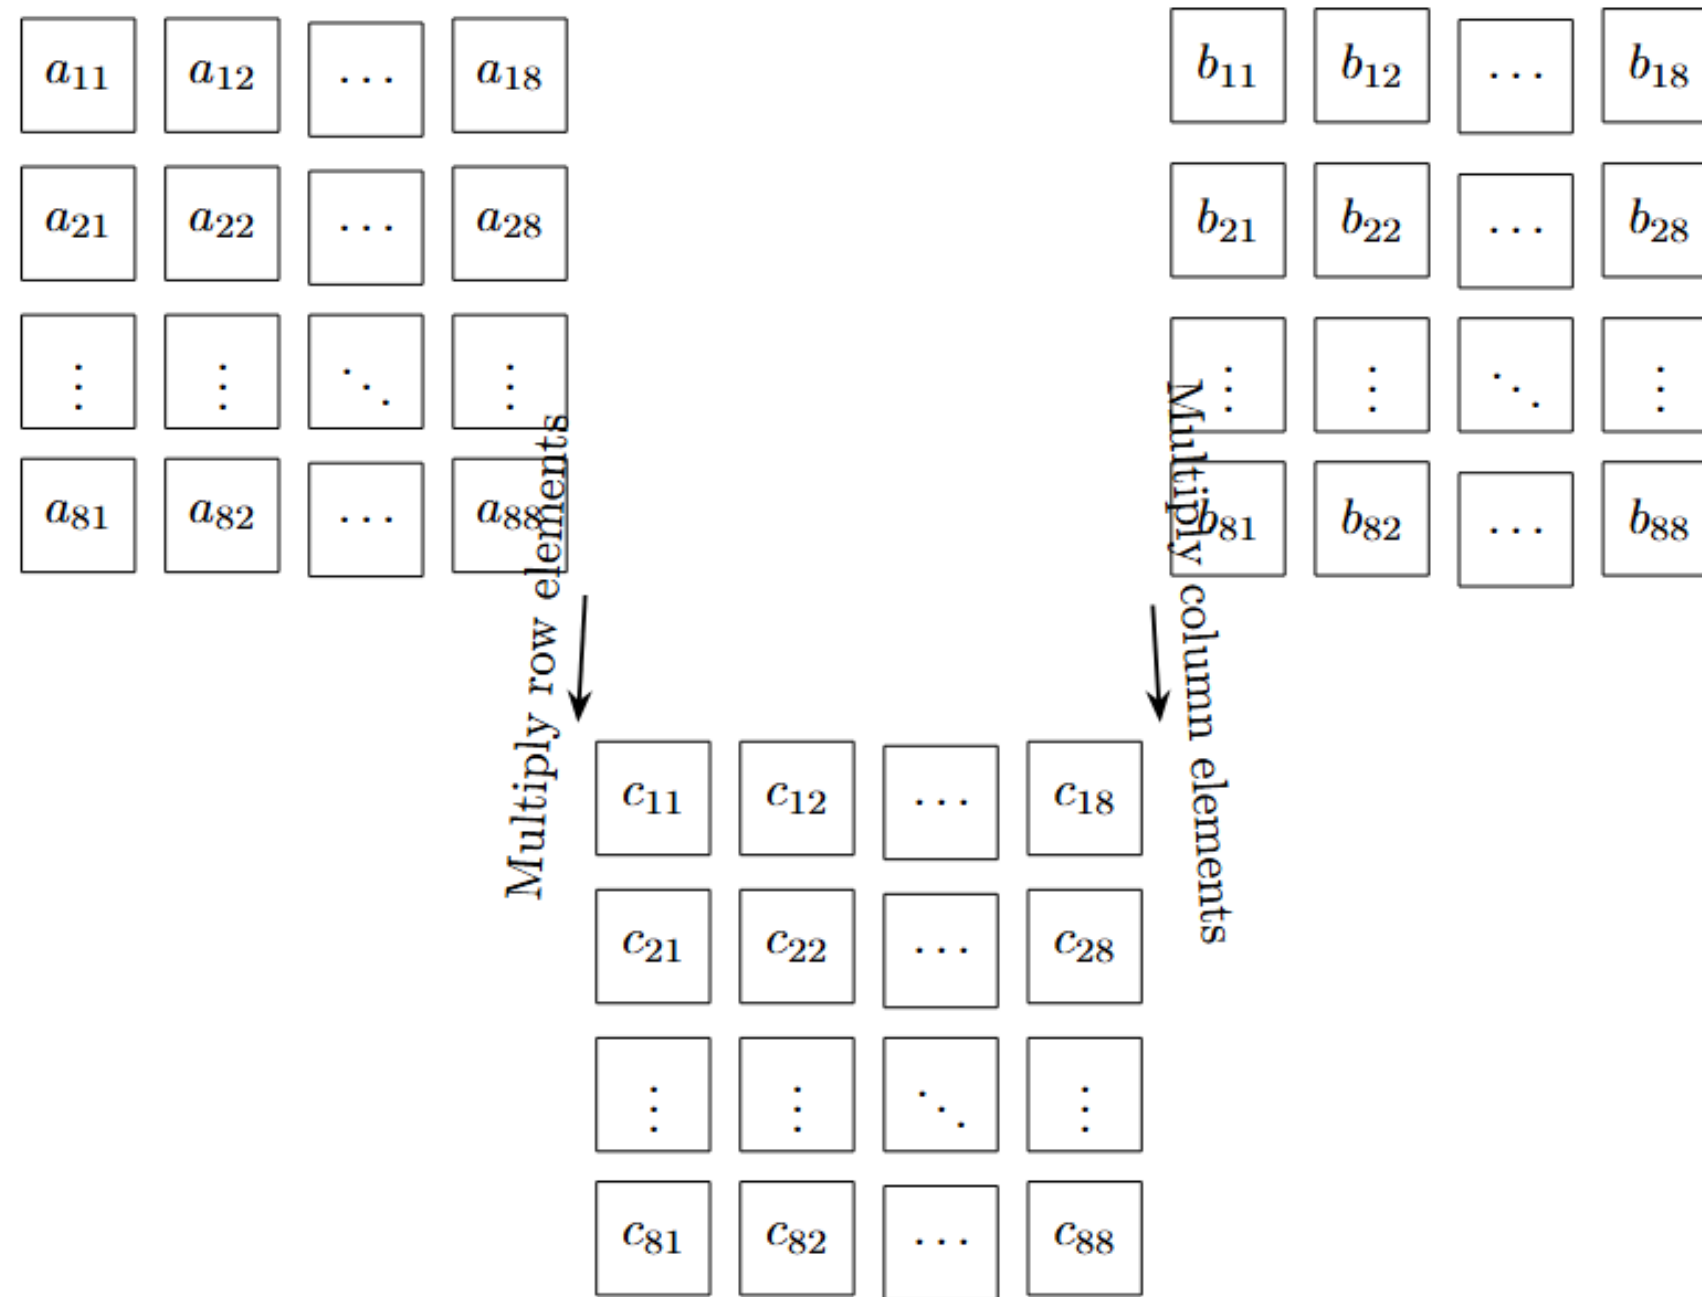 a11 a12 ... a18
a21 a22 ... a28
⋮ ⋮ ⋱ ⋮
a81 a82 ... a88
b11 b12 ... b18
b21 b22 ... b28
⋮ ⋮ ⋱ ⋮
b81 b82 ... b88
Multiply row elements
Multiply column elements
c11 c12 ... c18
c21 c22 ... c28
⋮ ⋮ ⋱ ⋮
c81 c82 ... c88